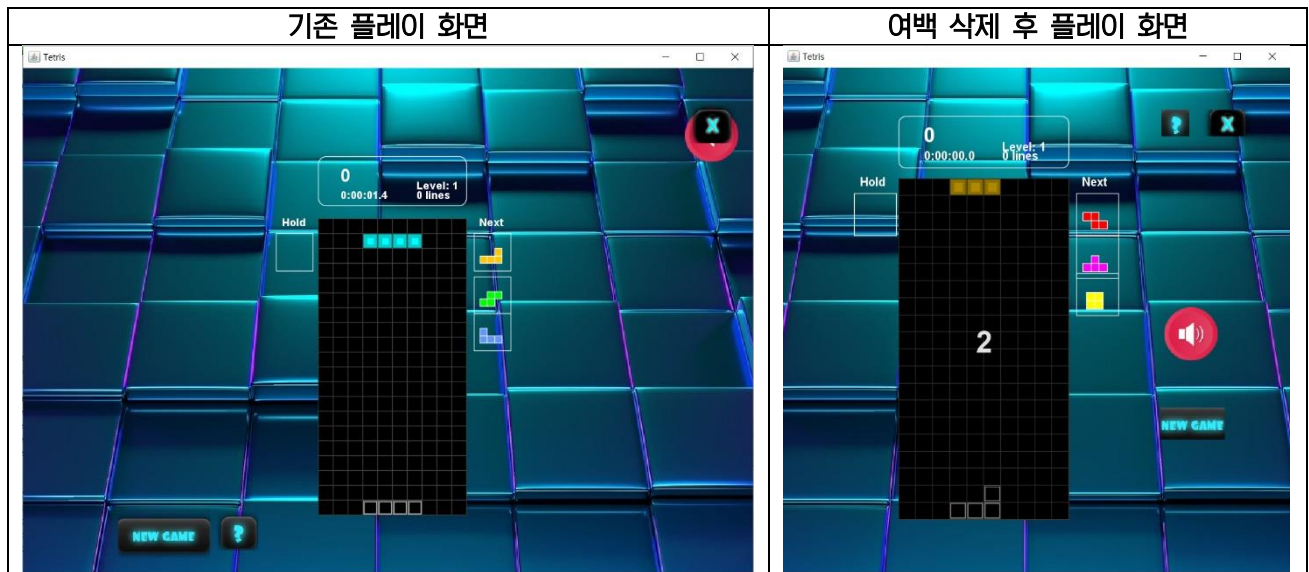 기존 플레이 화면
여백 삭제 후 플레이 화면
Tetris
X
0
0:00:01.4
Level: 1
0 lines
Hold
Next
NEW GAME
?
Tetris
?
X
0
0:00:00.0
Level: 1
0 lines
Hold
Next
2
NEW GAME